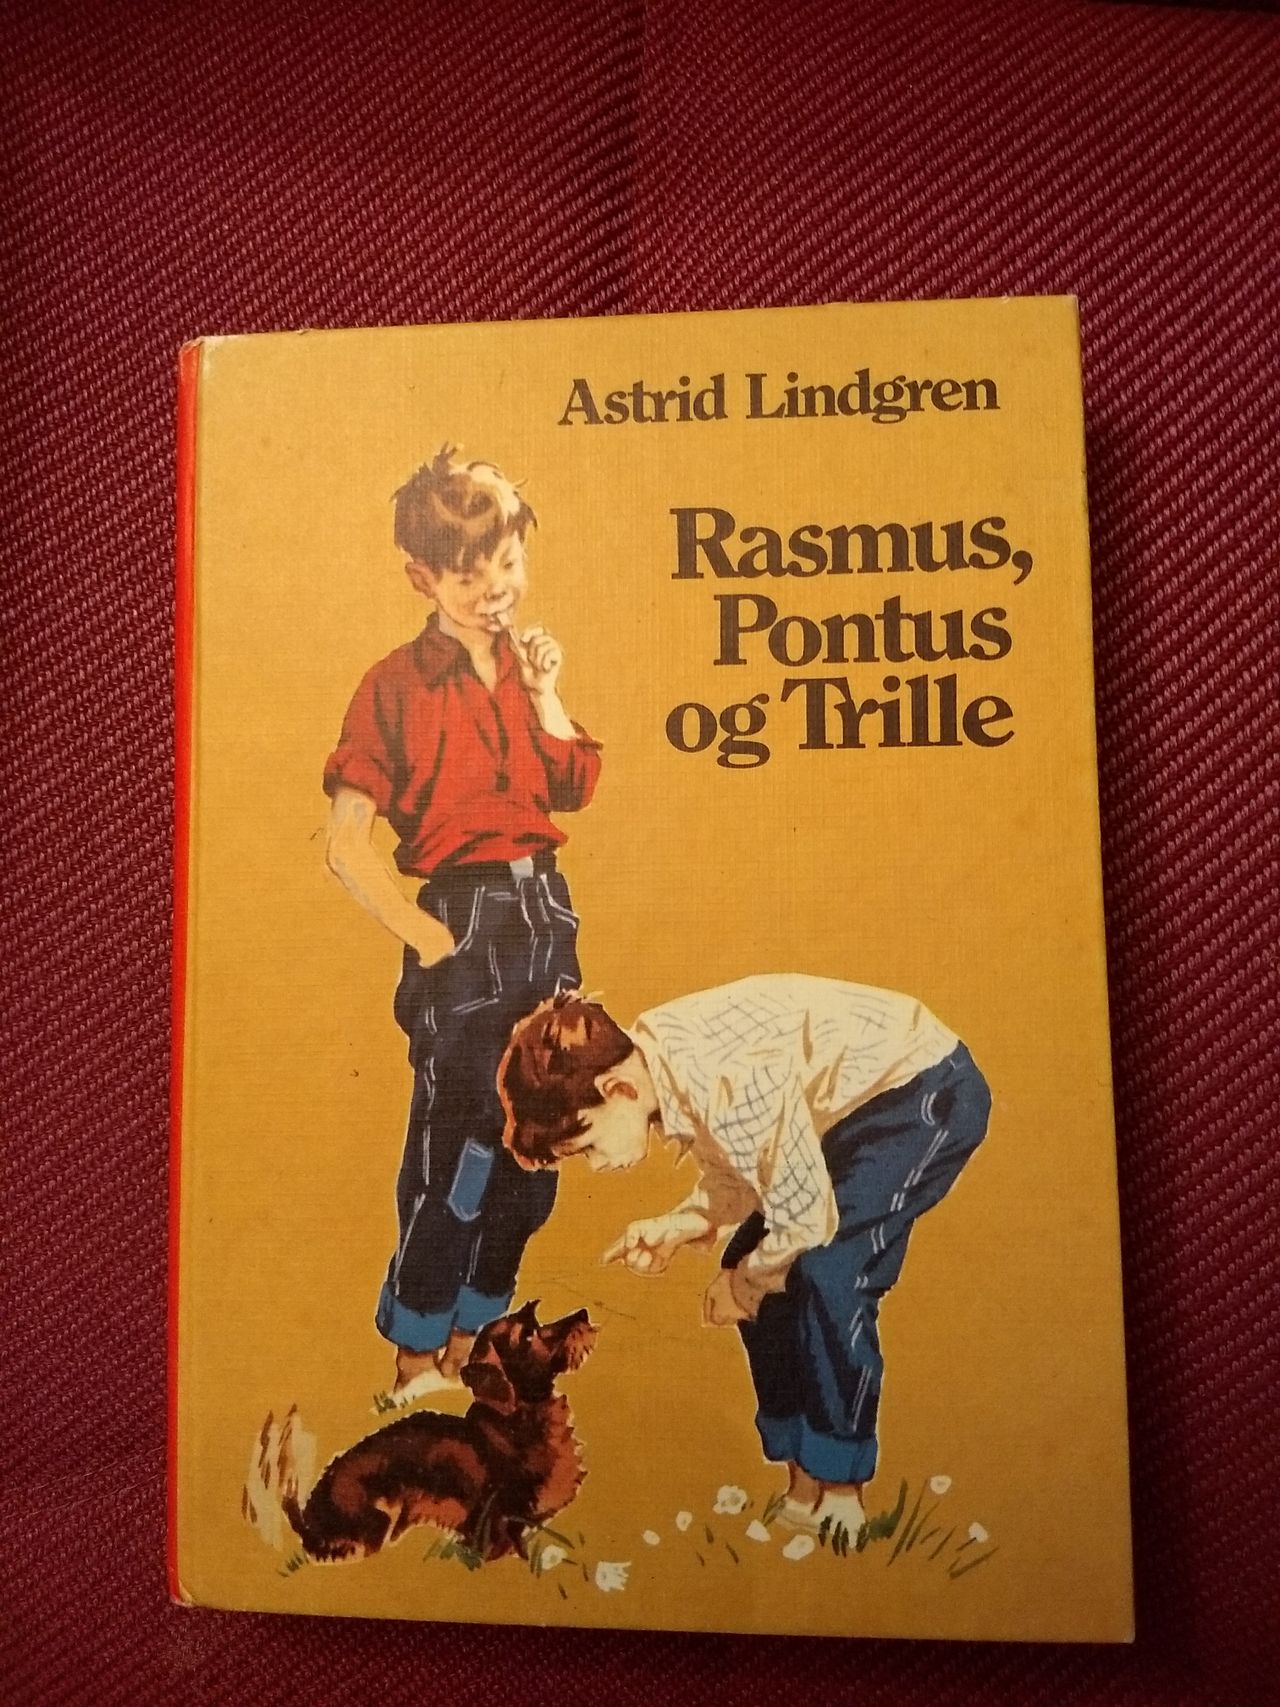 Astrid Lindgren
Rasmus,
Pontus
og Trille